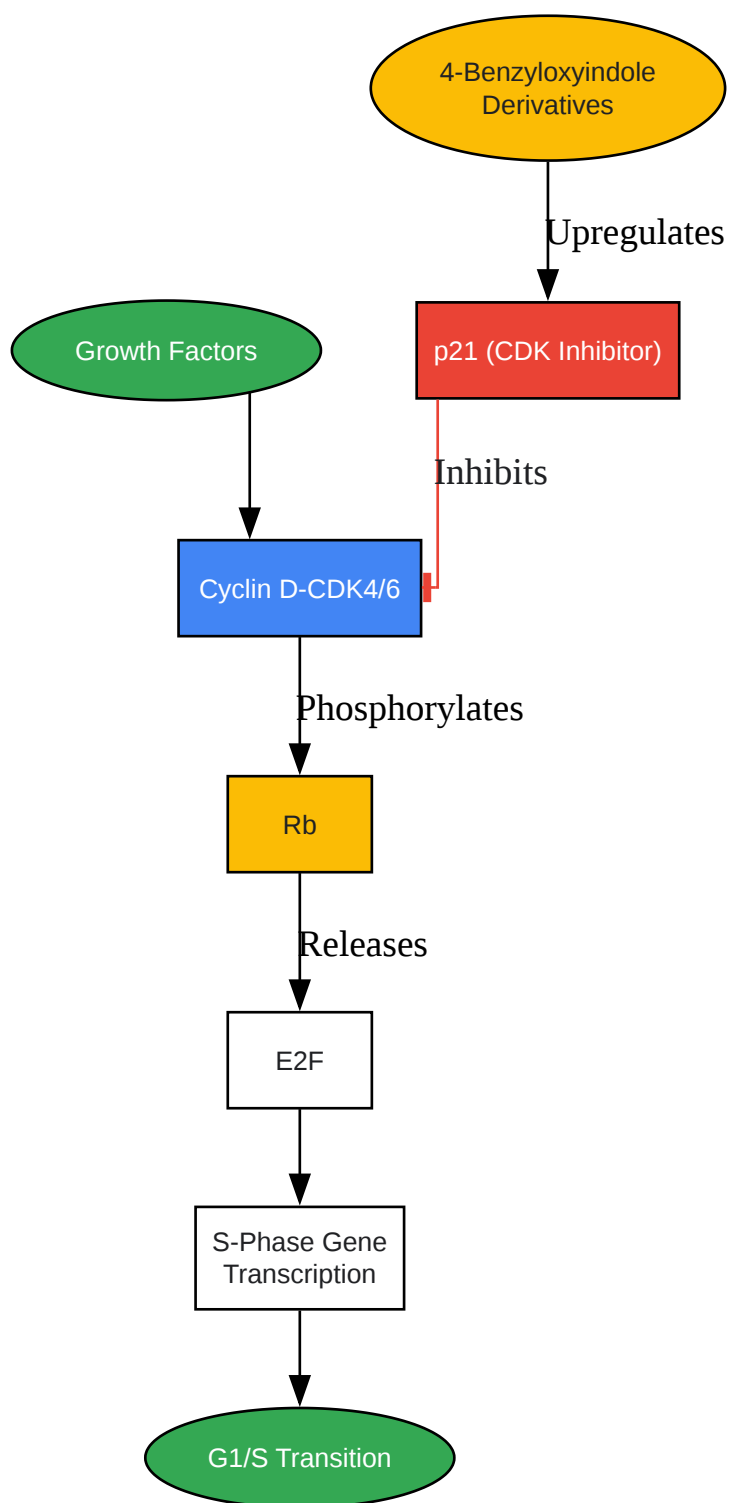 4-Benzyloxyindole
Derivatives
Upregulates
Growth Factors
p21 (CDK Inhibitor)
Inhibits
Cyclin D-CDK4/6
Phosphorylates
Rb
Releases
E2F
S-Phase Gene
Transcription
G1/S Transition